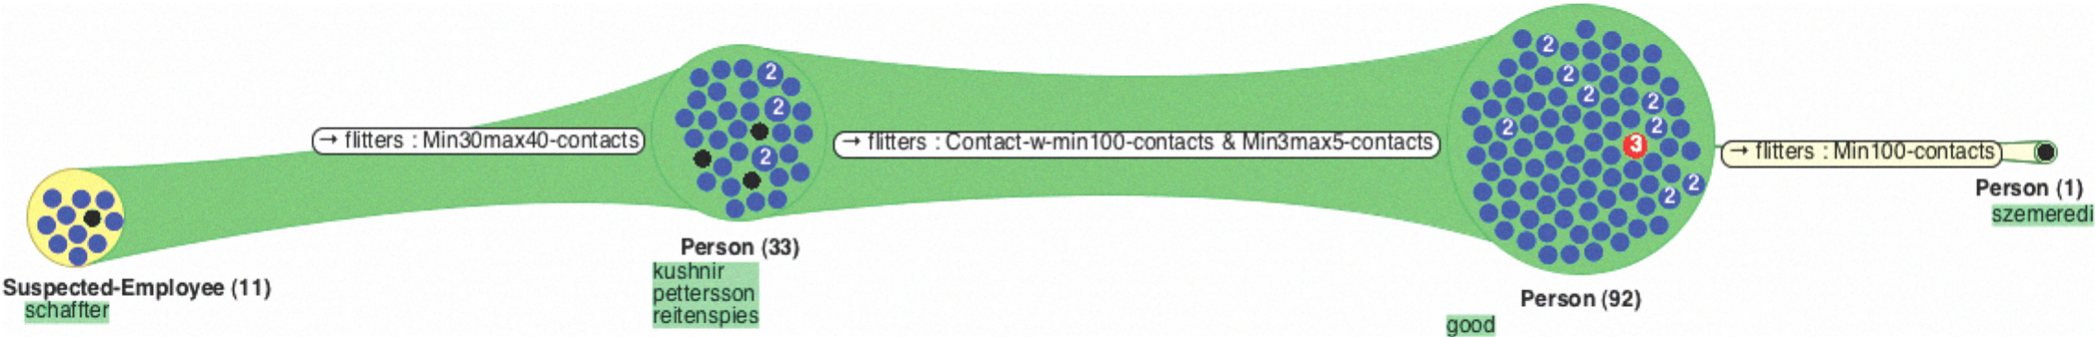 → flitters : Min30max40-contacts
Suspected-Employee (11)
schaffter
2
2
2
Person (33)
kushnir
pettersson
reitenspies
→ flitters : Contact-w-min100-contacts & Min3max5-contacts
2
2
2
2
2
2
3
2
2
Person (92)
good
→ flitters : Min100-contacts
Person (1)
szemeredi